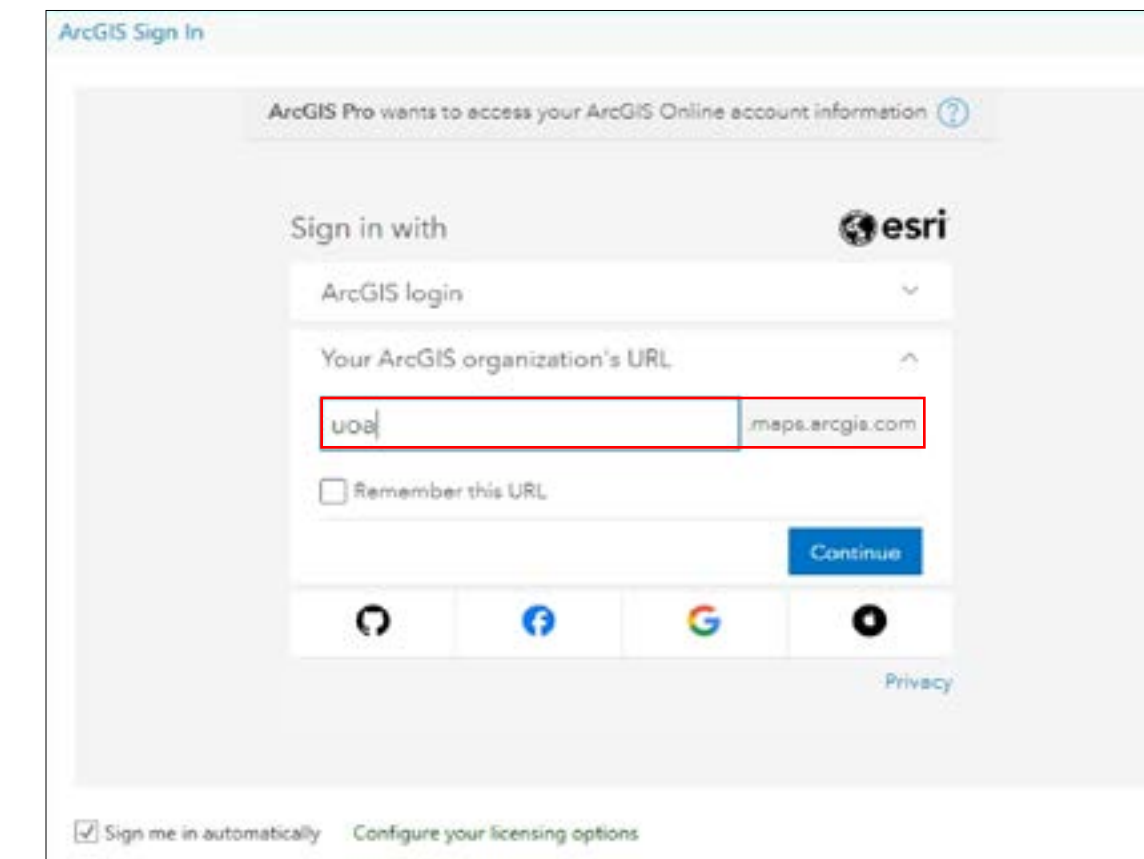 ArcGIS Sign In
ArcGIS Pro wants to access your ArcGIS Online account information ?
Sign in with
esri
ArcGIS login
Your ArcGIS organization's URL
uoa .maps.arcgis.com
Remember this URL
Continue
Privacy
Sign me in automatically Configure your licensing options